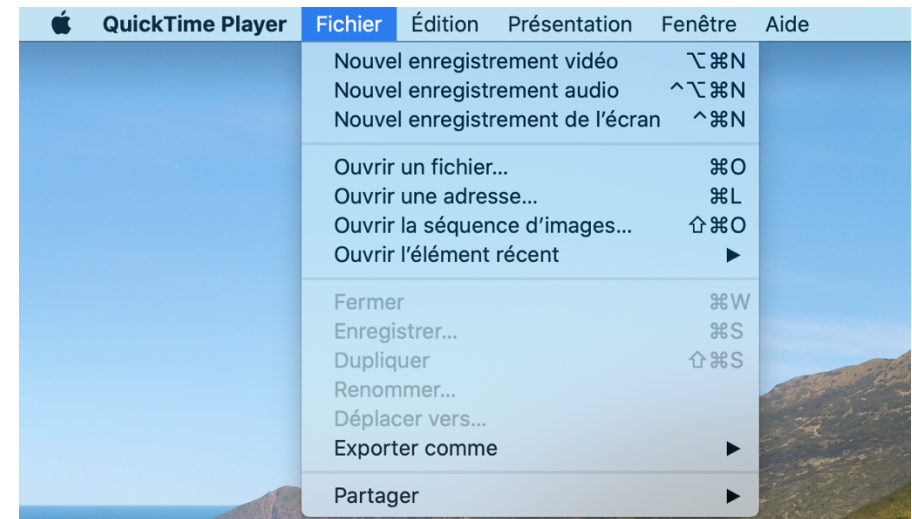 QuickTime Player Fichier Édition Présentation Fenêtre Aide
Nouvel enregistrement vidéo ⌥⌘N
Nouvel enregistrement audio ^⌥⌘N
Nouvel enregistrement de l’écran ^⌘N
Ouvrir un fichier... ⌘O
Ouvrir une adresse... ⌘L
Ouvrir la séquence d’images... ⇧⌘O
Ouvrir l’élément récent ▶
Fermer ⌘W
Enregistrer... ⌘S
Dupliquer ⇧⌘S
Renommer...
Déplacer vers...
Exporter comme ▶
Partager ▶